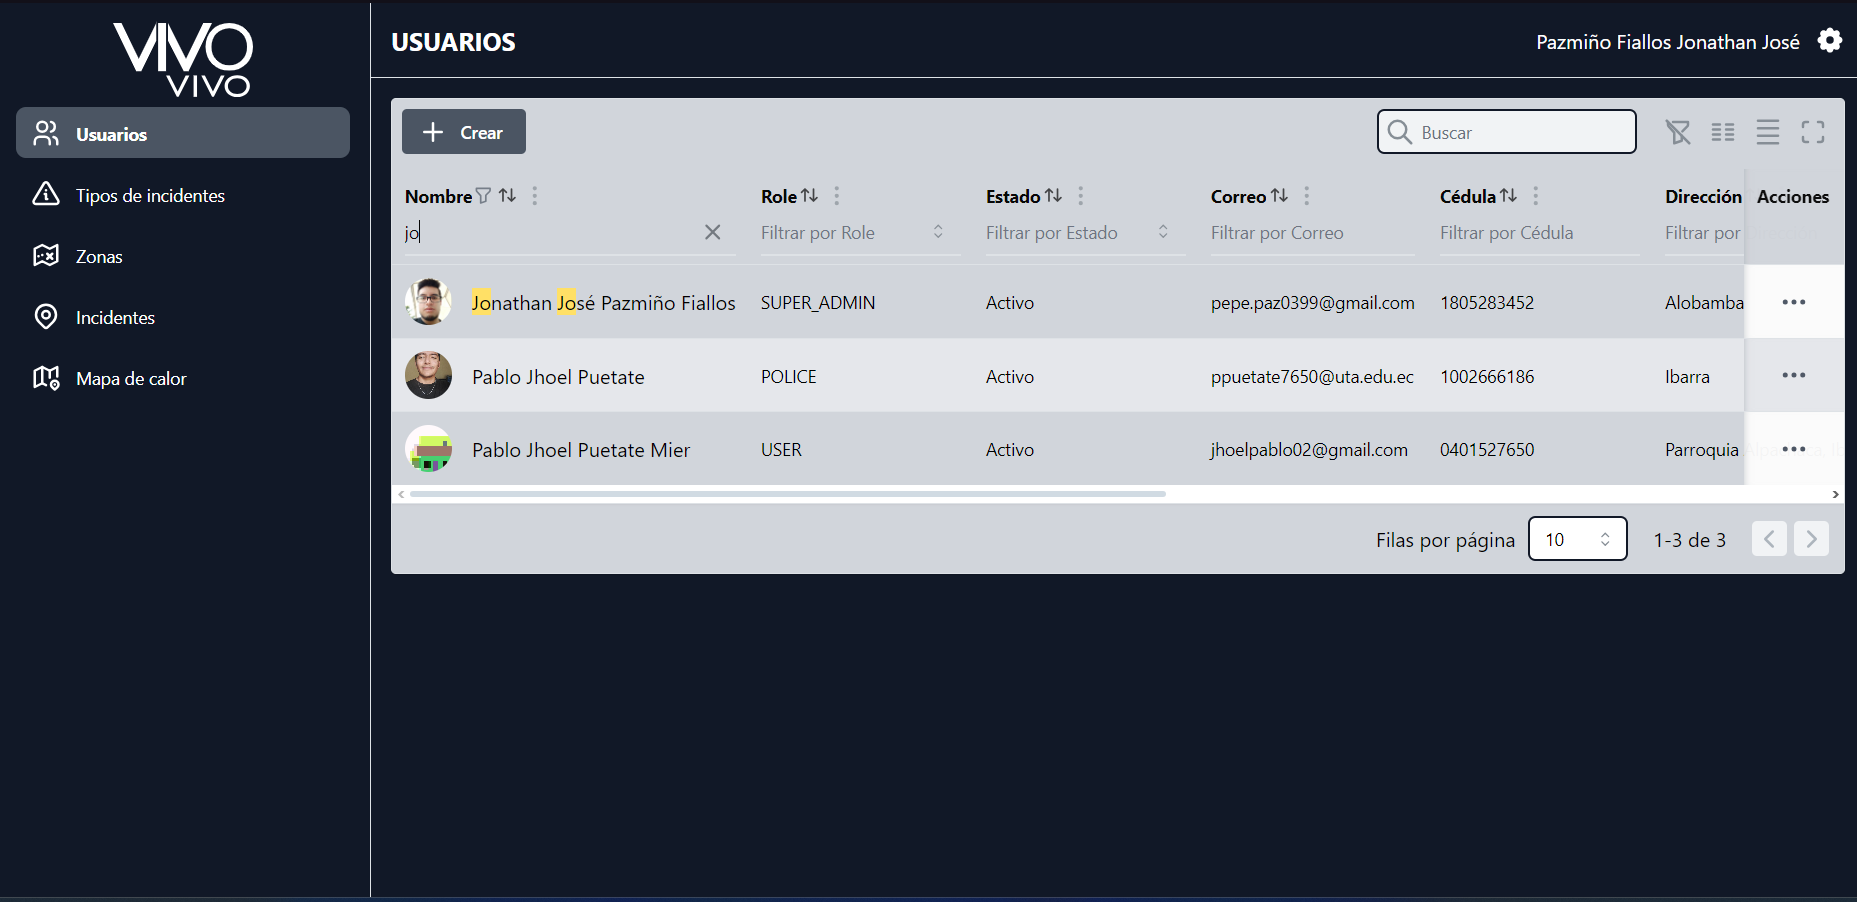 VIVO
VIVO
Usuarios
Tipos de incidentes
Zonas
Incidentes
Mapa de calor
USUARIOS
Pazmiño Fiallos Jonathan José
Crear
Buscar
Nombre Role Estado Correo Cédula Dirección Acciones
jo Filtrar por Role Filtrar por Estado Filtrar por Correo Filtrar por Cédula Filtrar por
Jonathan José Pazmiño Fiallos SUPER_ADMIN Activo pepe.paz0399@gmail.com 1805283452 Alobamba
Pablo Jhoel Puetate POLICE Activo ppuetate7650@uta.edu.ec 1002666186 Ibarra
Pablo Jhoel Puetate Mier USER Activo jhoelpablo02@gmail.com 0401527650 Parroquia
Filas por página 10 1-3 de 3